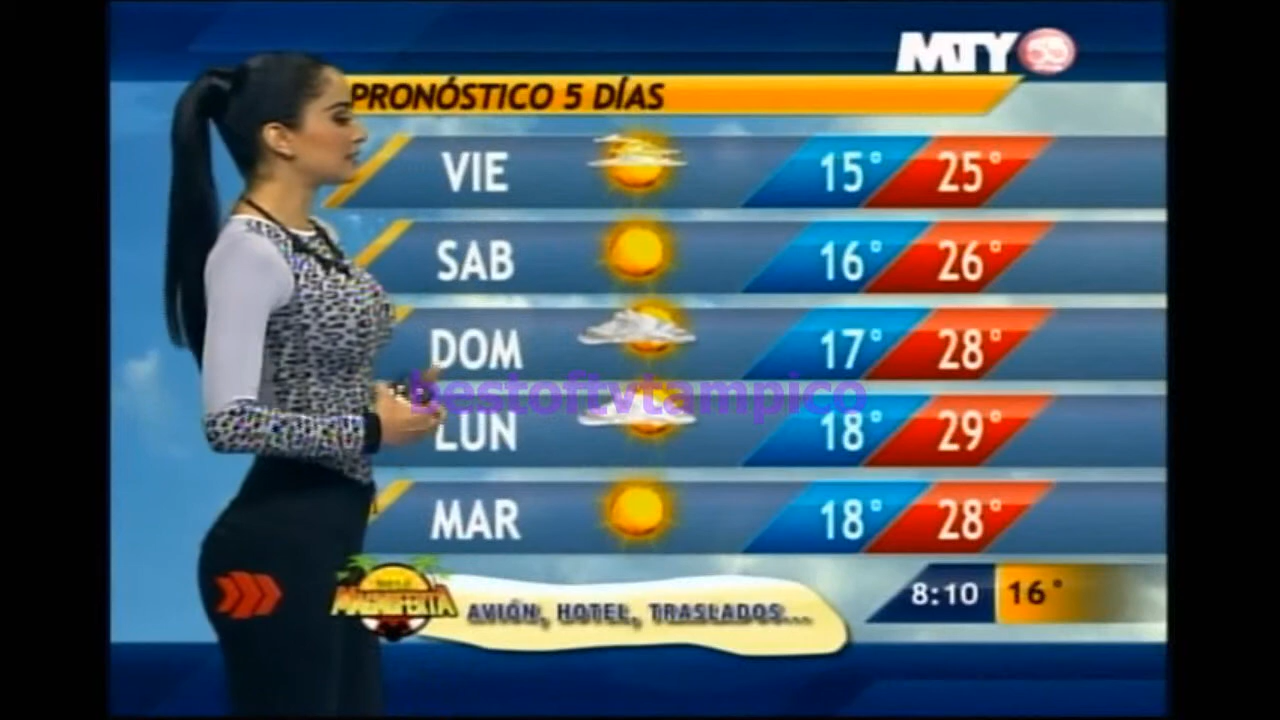 MTY
PRONÓSTICO 5 DÍAS
VIE 15° 25°
SAB 16° 26°
DOM 17° 28°
bestoftvtampico
LUN 18° 29°
MAR 18° 28°
MAGNIFERTA
AVIÓN, HOTEL, TRASLADOS...
8:10 16°